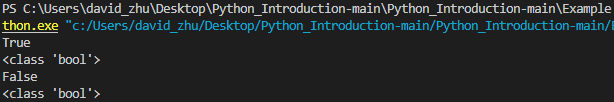 PS C:\Users\david_zhu\Desktop\Python_Introduction-main\Python_Introduction-main\Example
thon.exe "c:/Users/david_zhu/Desktop/Python_Introduction-main/Python_Introduction-main/
True
<class 'bool'>
False
<class 'bool'>